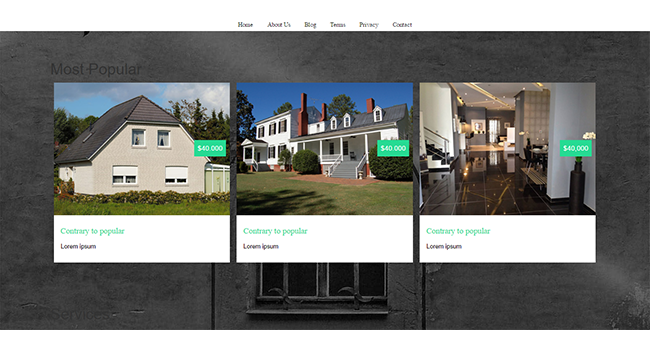 Home About Us Blog Terms Privacy Contact
Most Popular
$40.000 $40.000 $40,000
Contrary to popular Contrary to popular Contrary to popular
Lorem ipsum Lorem ipsum Lorem ipsum
Services